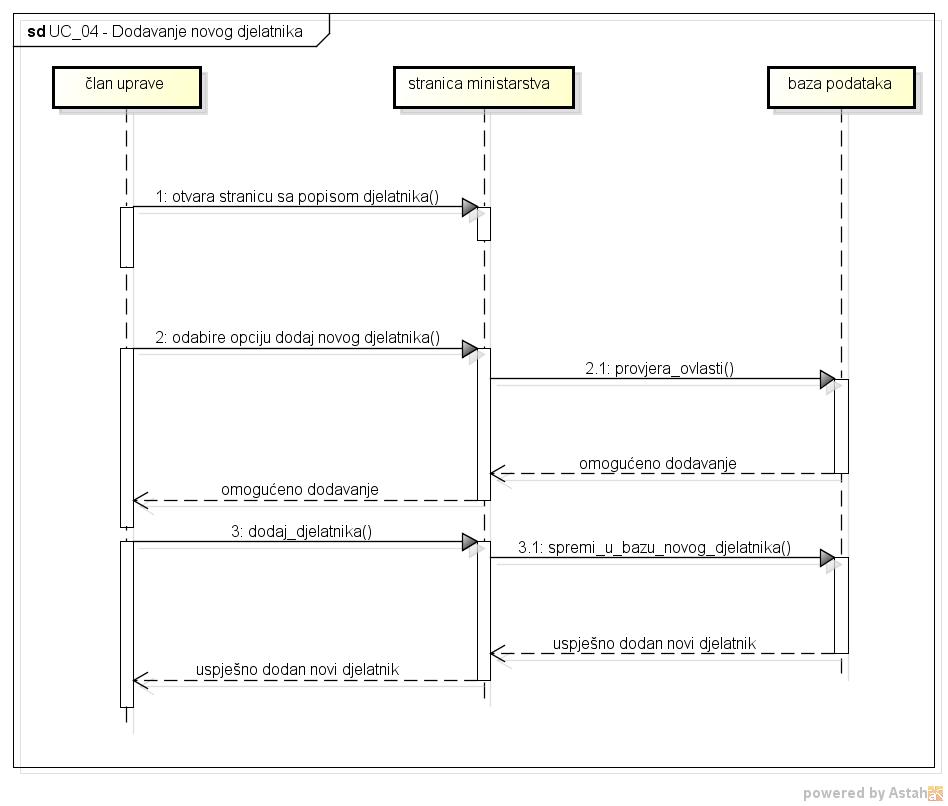 sd UC_04 - Dodavanje novog djelatnika
član uprave
stranica ministarstva
baza podataka
1: otvara stranicu sa popisom djelatnika()
2: odabire opciju dodaj novog djelatnika()
2.1: provjera_ovlasti()
omogućeno dodavanje
omogućeno dodavanje
3: dodaj_djelatnika()
3.1: spremi_u_bazu_novog_djelatnika()
uspješno dodan novi djelatnik
uspješno dodan novi djelatnik
powered by Astah